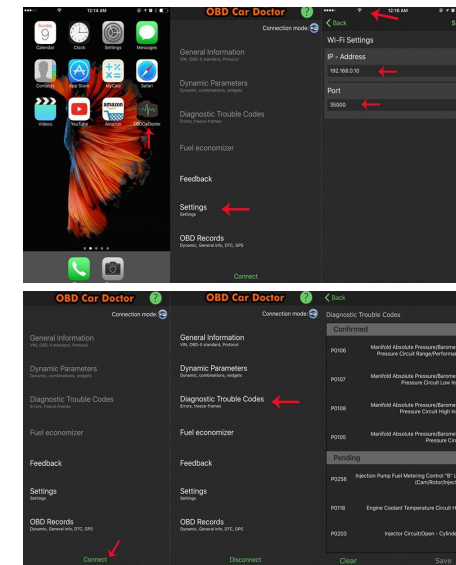 12:14 AM
Tuesday
9
Calendar
Clock
Settings
Messages
Contacts
App Store
MyCalc
Safari
Videos
YouTube
amazon
Amazon
OBDCarDoctor
OBD Car Doctor
Connection mode:
General Information
VIN, OBD-II standard, Protocol
Dynamic Parameters
Dynamic, combinations, widgets
Diagnostic Trouble Codes
Errors, freeze-frames
Fuel economizer
Feedback
Settings
Settings
OBD Records
Dynamic, General info, DTC, GPS
Connect
12:16 AM
Back
Wi-Fi Settings
IP - Address
192.168.0.10
Port
35000
OBD Car Doctor
?
Connection mode:
General Information
VIN, OBD-II standard, Protocol
Dynamic Parameters
Dynamic, combinations, widgets
Diagnostic Trouble Codes
Errors, freeze-frames
Fuel economizer
Feedback
Settings
Settings
OBD Records
Dynamic, General info, DTC, GPS
Connect
OBD Car Doctor
?
Connection mode:
General Information
VIN, OBD-II standard, Protocol
Dynamic Parameters
Dynamic, combinations, widgets
Diagnostic Trouble Codes
Errors, freeze-frames
Fuel economizer
Feedback
Settings
Settings
OBD Records
Dynamic, General info, DTC, GPS
Disconnect
Back
Diagnostic Trouble Codes
Confirmed
P0106 Manifold Absolute Pressure/Barome
Pressure Circuit Range/Performa
P0107 Manifold Absolute Pressure/Barome
Pressure Circuit Low In
P0108 Manifold Absolute Pressure/Barome
Pressure Circuit High In
P0105 Manifold Absolute Pressure/Barome
Pressure Circ
Pending
P0258 Injection Pump Fuel Metering Control "B" L
(Cam/Rotor/Inject
P0118 Engine Coolant Temperature Circuit H
P0203 Injector Circuit/Open - Cylinde
Clear
Save